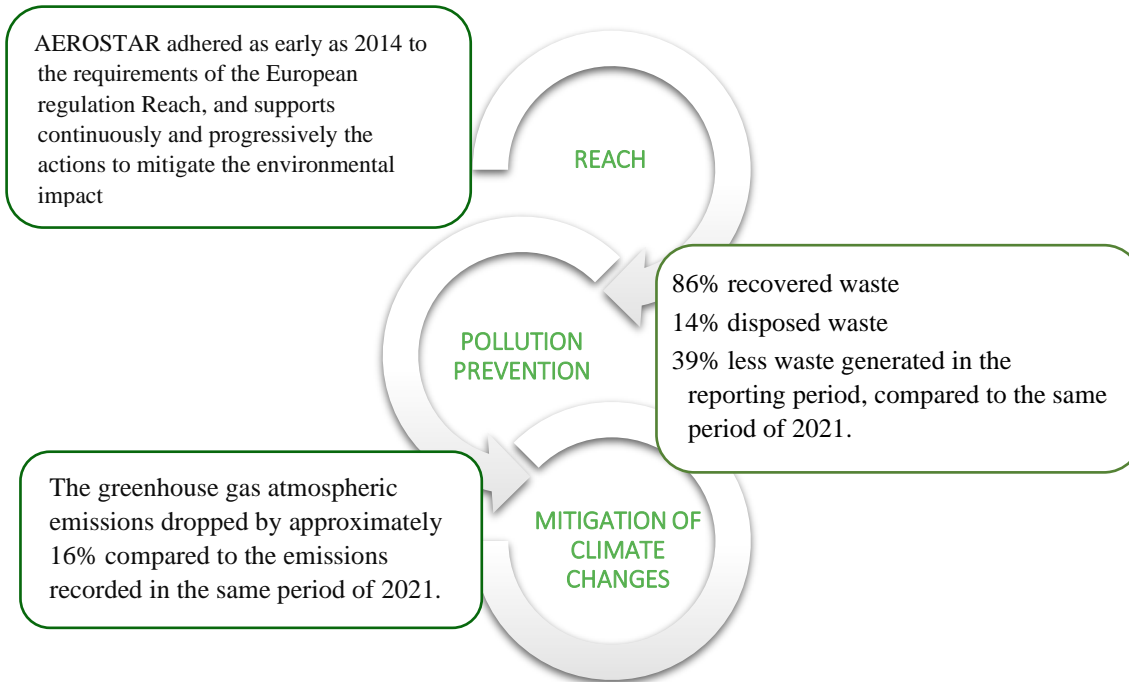 AEROSTAR adhered as early as 2014 to
the requirements of the European
regulation Reach, and supports
continuously and progressively the
actions to mitigate the environmental
impact
REACH
86% recovered waste
14% disposed waste
39% less waste generated in the
reporting period, compared to the same
period of 2021.
POLLUTION
PREVENTION
The greenhouse gas atmospheric
emissions dropped by approximately
16% compared to the emissions
recorded in the same period of 2021.
MITIGATION OF
CLIMATE
CHANGES